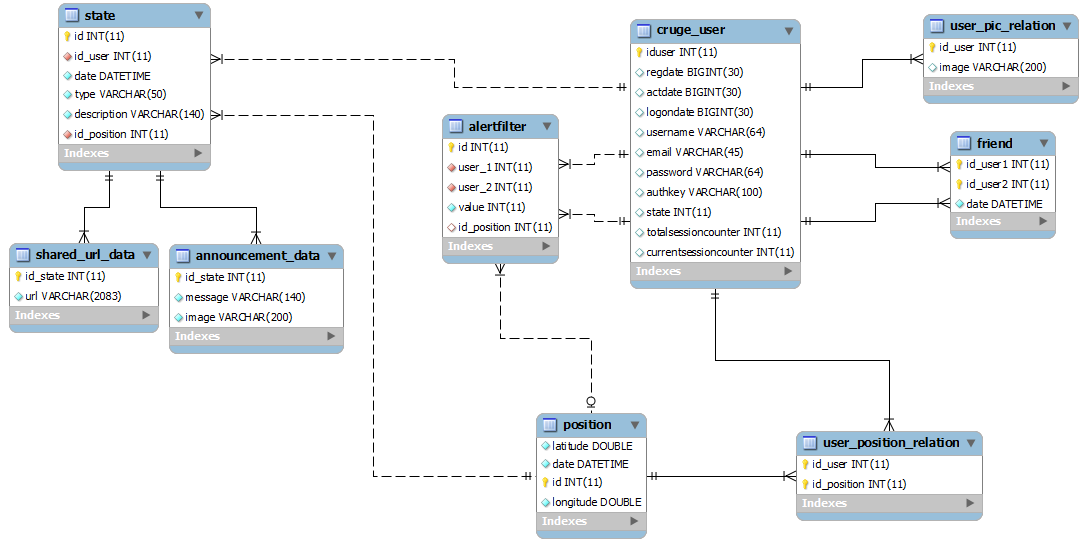 state
id INT(11)
id_user INT(11)
date DATETIME
type VARCHAR(50)
description VARCHAR(140)
id_position INT(11)
Indexes
cruge_user
iduser INT(11)
regdate BIGINT(30)
actdate BIGINT(30)
logondate BIGINT(30)
username VARCHAR(64)
email VARCHAR(45)
password VARCHAR(64)
authkey VARCHAR(100)
state INT(11)
totalsessioncounter INT(11)
currentsessioncounter INT(11)
Indexes
user_pic_relation
id_user INT(11)
image VARCHAR(200)
Indexes
alertfilter
id INT(11)
user_1 INT(11)
user_2 INT(11)
value INT(11)
id_position INT(11)
Indexes
friend
id_user1 INT(11)
id_user2 INT(11)
date DATETIME
Indexes
shared_url_data
id_state INT(11)
url VARCHAR(2083)
Indexes
announcement_data
id_state INT(11)
message VARCHAR(140)
image VARCHAR(200)
Indexes
position
latitude DOUBLE
date DATETIME
id INT(11)
longitude DOUBLE
Indexes
user_position_relation
id_user INT(11)
id_position INT(11)
Indexes